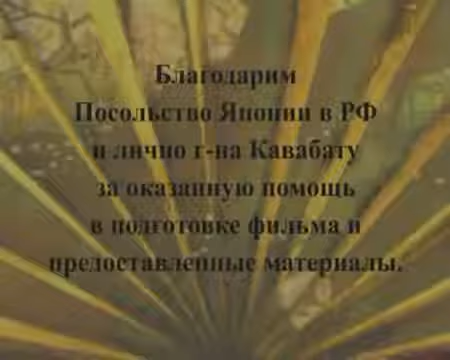 Благодарим
Посольство Японии в РФ
и лично г-на Кавабату
за оказанную помощь
в подготовке фильма и
предоставленные материалы.